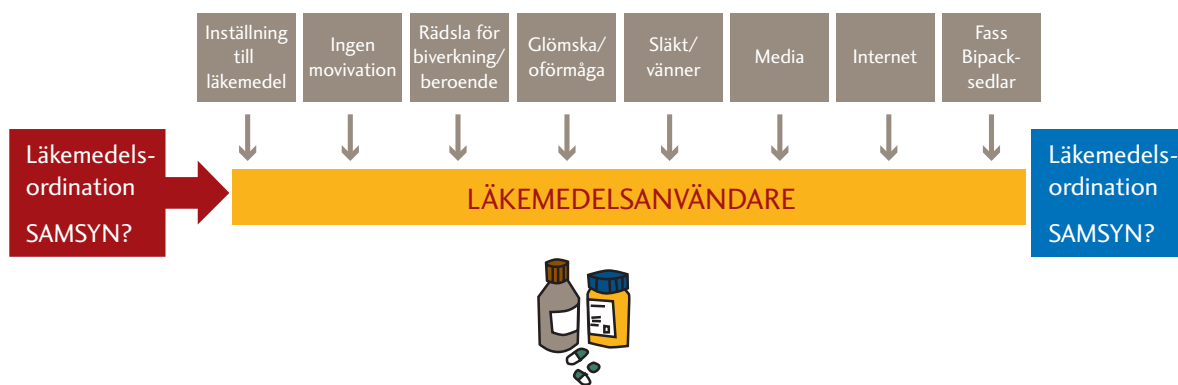 Inställning
till
läkemedel
Ingen
movivation
Rädsla för
biverkning/
beroende
Glömska/
oförmåga
Släkt/
vänner
Media
Internet
Fass
Bipack-
sedlar
Läkemedels-
ordination
SAMSYN?
LÄKEMEDELSANVÄNDARE
Läkemedels-
ordination
SAMSYN?